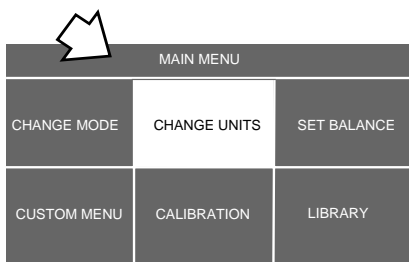 MAIN MENU
CHANGE MODE
CHANGE UNITS
SET BALANCE
CUSTOM MENU
CALIBRATION
LIBRARY